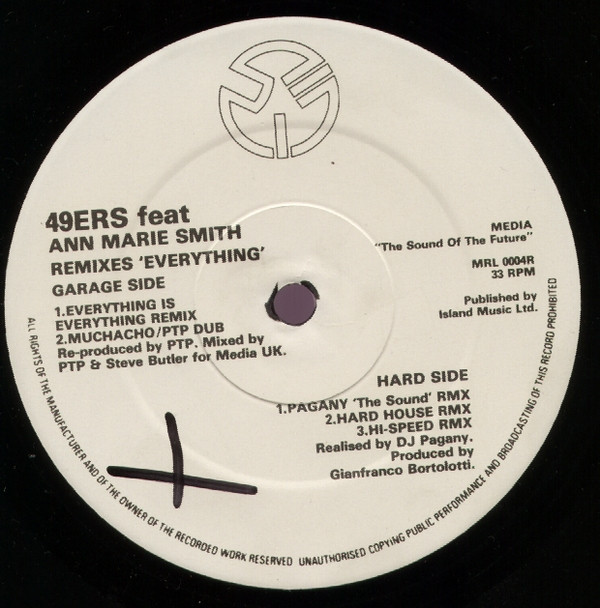 49ERS feat
ANN MARIE SMITH
REMIXES 'EVERYTHING'
GARAGE SIDE
1.EVERYTHING IS
EVERYTHING REMIX
2.MUCHACHO/PTP DUB
Re-produced by PTP. Mixed by
PTP & Steve Butler for Media UK.
MEDIA
"The Sound Of The Future"
MRL 0004R
33 RPM
Published by
Island Music Ltd.
HARD SIDE
1.PAGANY 'The Sound' RMX
2.HARD HOUSE RMX
3.HI-SPEED RMX
Realised by DJ Pagany.
Produced by
Gianfranco Bortolotti.
ALL RIGHTS OF THE MANUFACTURER AND OF THE OWNER OF THE RECORDED WORK RESERVED UNAUTHORISED COPYING PUBLIC PERFORMANCE AND BROADCASTING OF THIS RECORD PROHIBITED